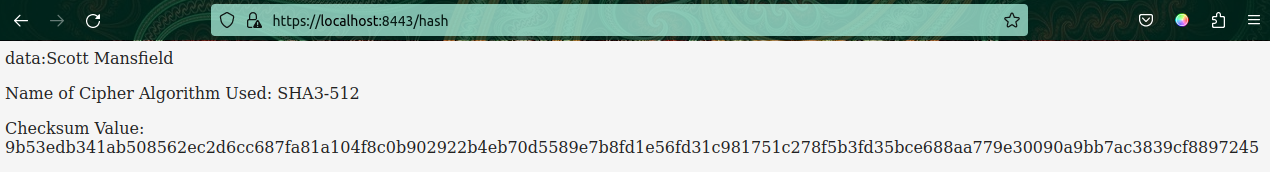 https://localhost:8443/hash
data:Scott Mansfield
Name of Cipher Algorithm Used: SHA3-512
Checksum Value:
9b53edb341ab508562ec2d6cc687fa81a104f8c0b902922b4eb70d5589e7b8fd1e56fd31c981751c278f5b3fd35bce688aa779e30090a9bb7ac3839cf8897245